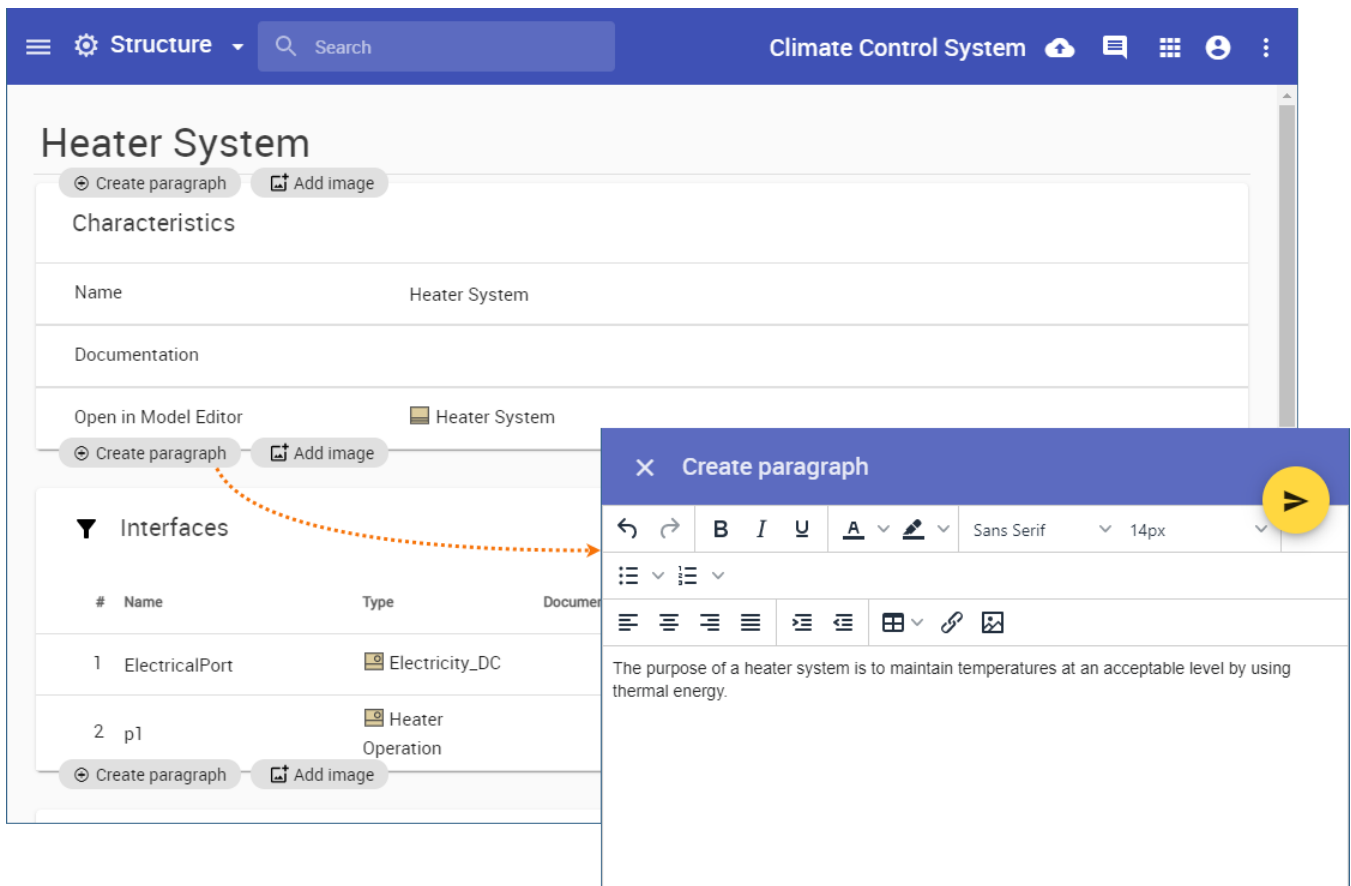 Structure Search Climate Control System
Heater System
Create paragraph Add image
Characteristics
Name Heater System
Documentation
Open in Model Editor Heater System
Create paragraph Add image
Interfaces
# Name Type
1 ElectricalPort Electricity_DC
2 p1 Heater
Operation
Create paragraph Add image
Create paragraph
B I U A Sans Serif 14px
The purpose of a heater system is to maintain temperatures at an acceptable level by using
thermal energy.